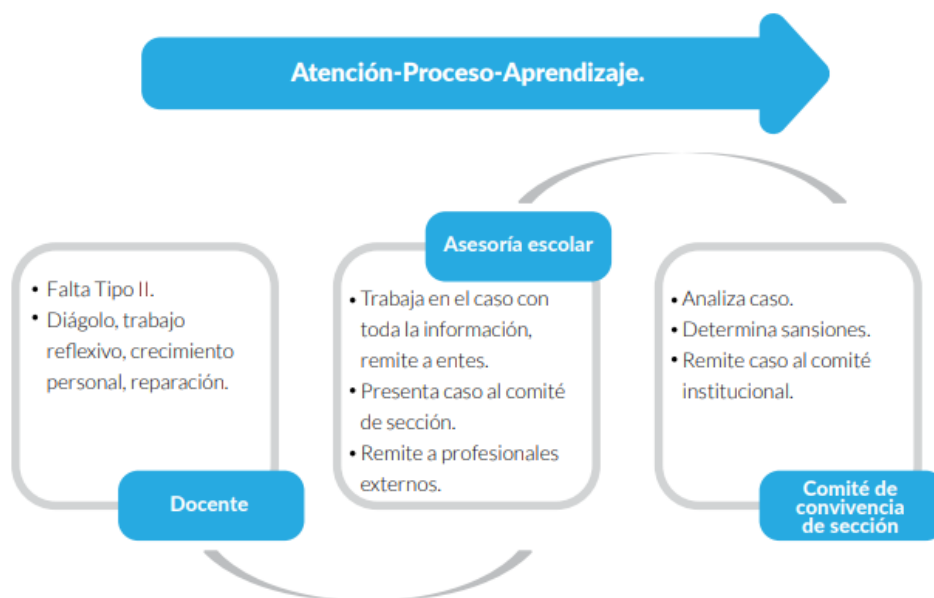 Atención-Proceso-Aprendizaje.
• Falta Tipo II.
• Diágolo, trabajo
reflexivo, crecimiento
personal, reparación.
Docente
Asesoría escolar
• Trabaja en el caso con
toda la información,
remite a entes.
• Presenta caso al comité
de sección.
• Remite a profesionales
externos.
• Analiza caso.
• Determina sansiones.
• Remite caso al comité
institucional.
Comité de
convivencia
de sección